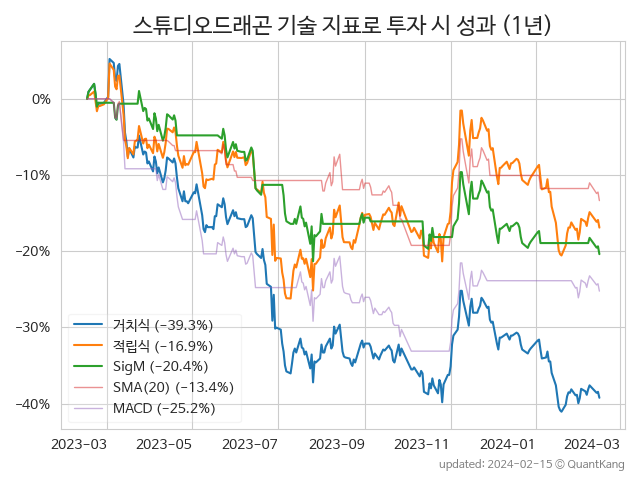 스튜디오드래곤 기술 지표로 투자 시 성과 (1년)
0%
−10%
−20%
−30%
−40%
거치식 (−39.3%)
적립식 (−16.9%)
SigM (−20.4%)
SMA(20) (−13.4%)
MACD (−25.2%)
2023−03
2023−05
2023−07
2023−09
2023−11
2024−01
2024−03
updated: 2024−02−15 © QuantKang